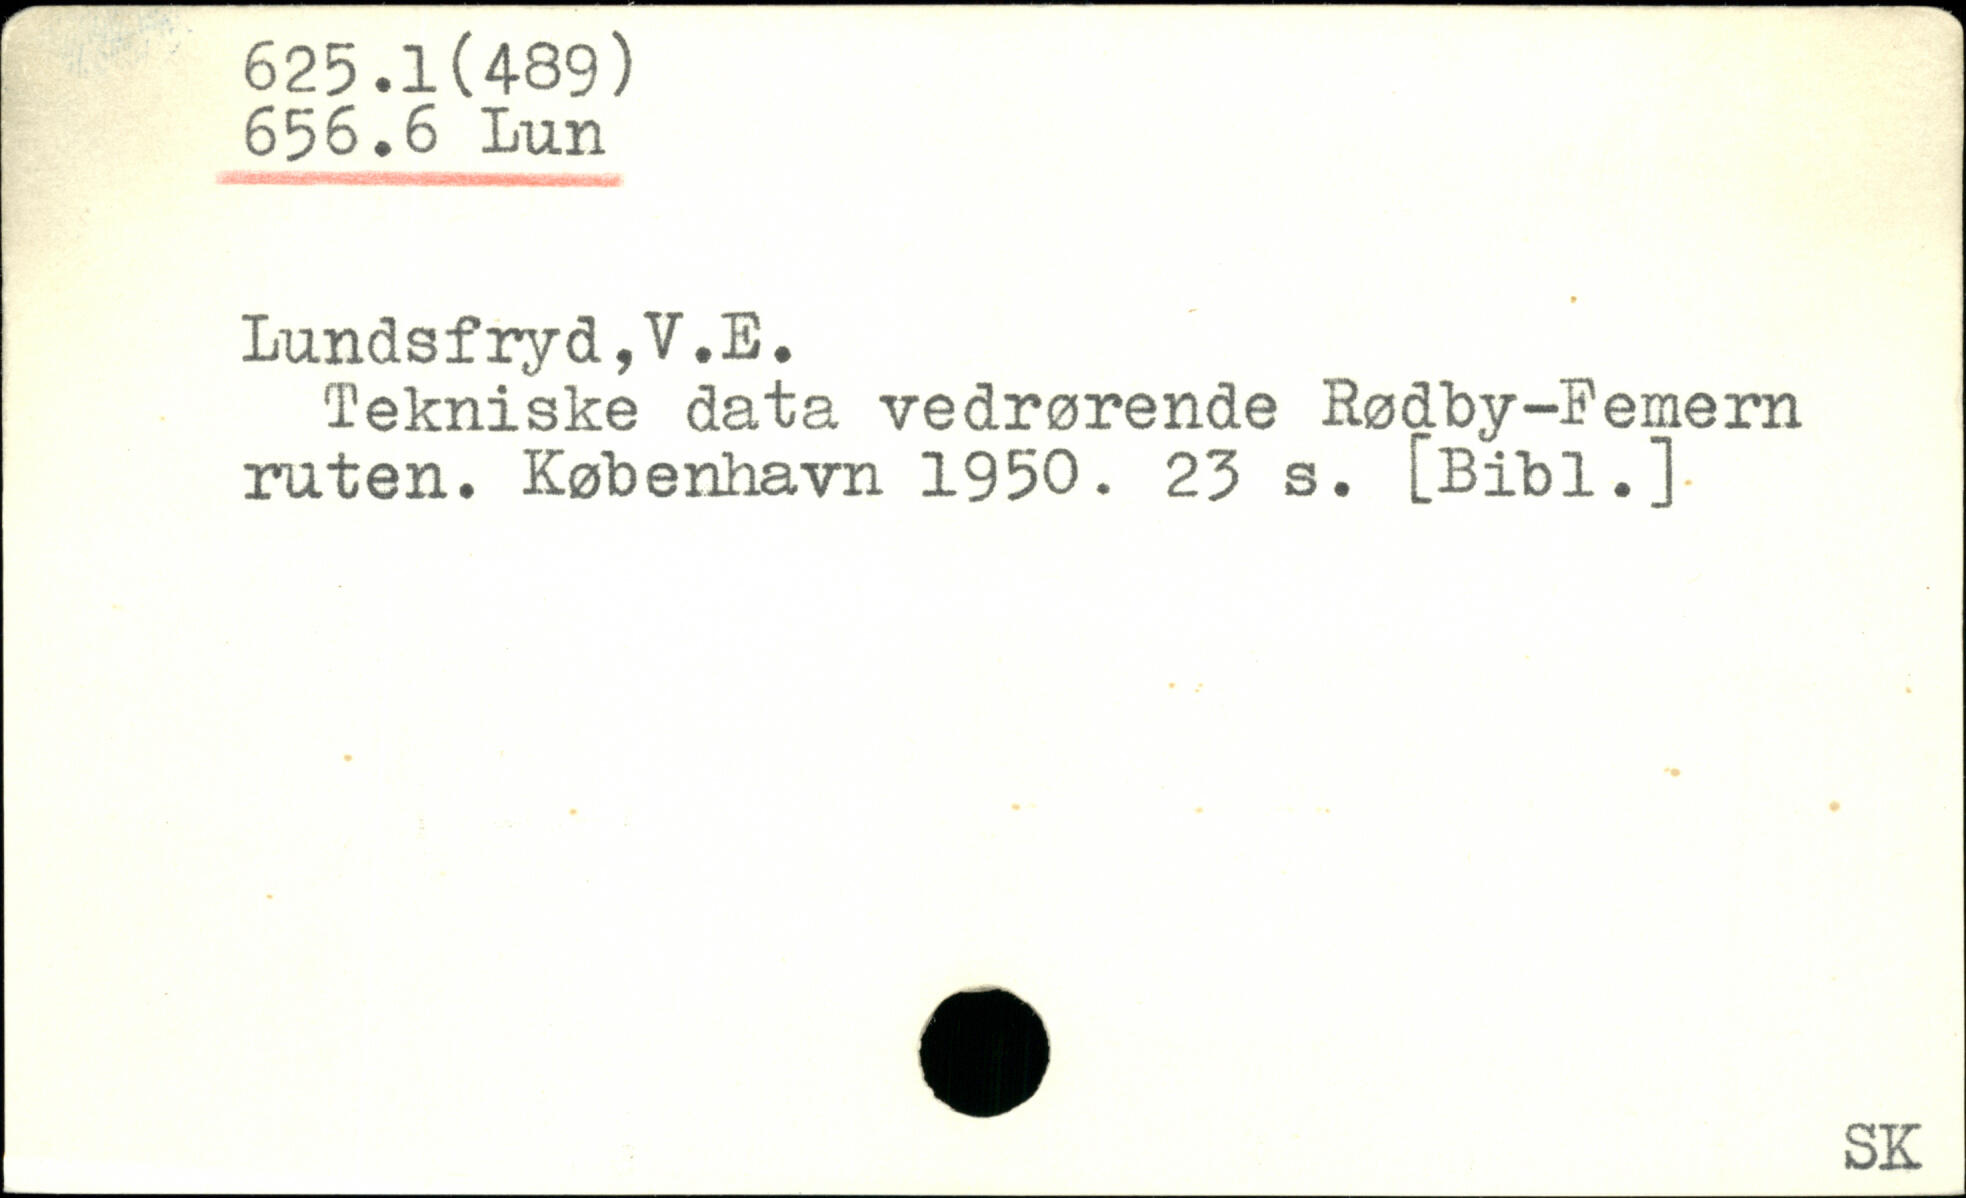 625.1(489)
656.6 Lun
Lundsfryd,V.E.
Tekniske data vedrørende Rødby-Femern
ruten. København 1950. 23 s. [Bibl.]
SK